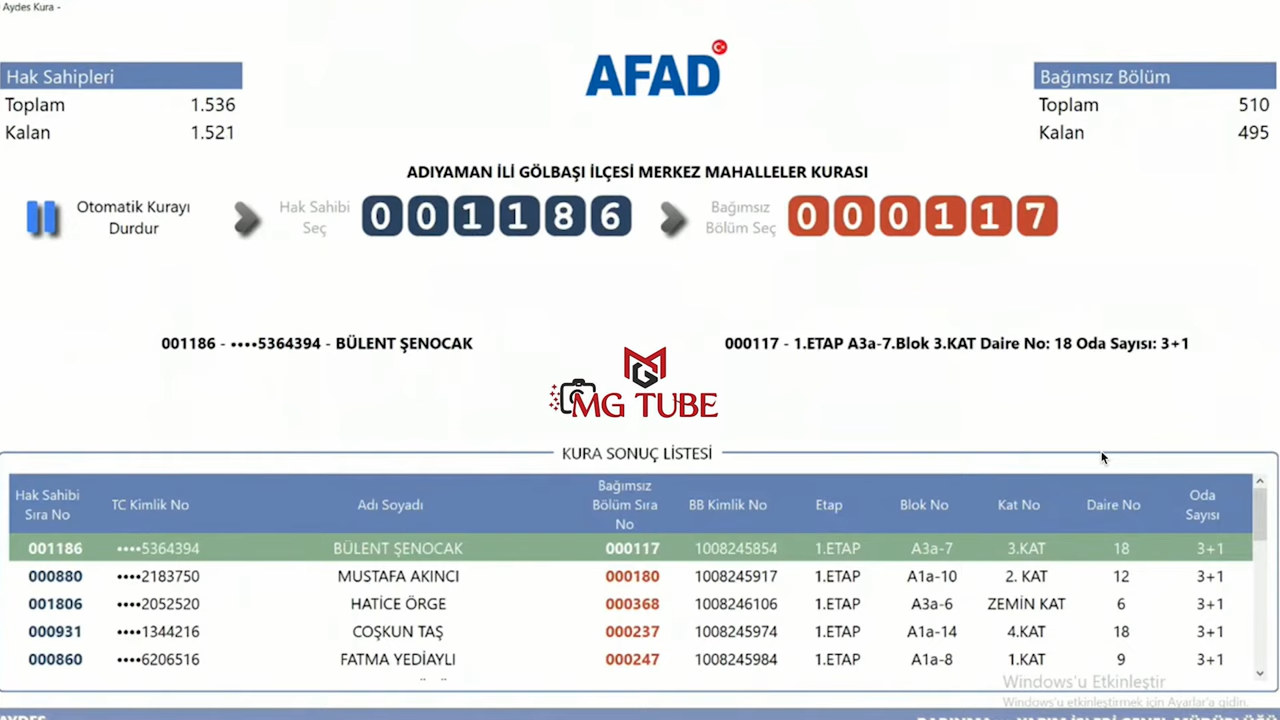 Aydes Kura -
AFAD
Hak Sahipleri
Toplam 1.536
Kalan 1.521
Bağımsız Bölüm
Toplam 510
Kalan 495
ADIYAMAN İLİ GÖLBAŞI İLÇESİ MERKEZ MAHALLELER KURASI
Otomatik Kurayı
Durdur
Hak Sahibi
Seç
001186
Bağımsız
Bölüm Seç
000117
001186 - ••••5364394 - BÜLENT ŞENOCAK
000117 - 1.ETAP A3a-7.Blok 3.KAT Daire No: 18 Oda Sayısı: 3+1
MG TUBE
KURA SONUÇ LİSTESİ
Hak Sahibi
Sıra No
TC Kimlik No
Adı Soyadı
Bağımsız
Bölüm Sıra
No
BB Kimlik No
Etap
Blok No
Kat No
Daire No
Oda
Sayısı
001186 ••••5364394 BÜLENT ŞENOCAK 000117 1008245854 1.ETAP A3a-7 3.KAT 18 3+1
000880 ••••2183750 MUSTAFA AKINCI 000180 1008245917 1.ETAP A1a-10 2. KAT 12 3+1
001806 ••••2052520 HATİCE ÖRGE 000368 1008246106 1.ETAP A3a-6 ZEMİN KAT 6 3+1
000931 ••••1344216 COŞKUN TAŞ 000237 1008245974 1.ETAP A1a-14 4.KAT 18 3+1
000860 ••••6206516 FATMA YEDİAYLI 000247 1008245984 1.ETAP A1a-8 1.KAT 9 3+1
Windows'u Etkinleştir
Windows'u etkinleştirmek için Ayarlar'a gidin.
AYDES